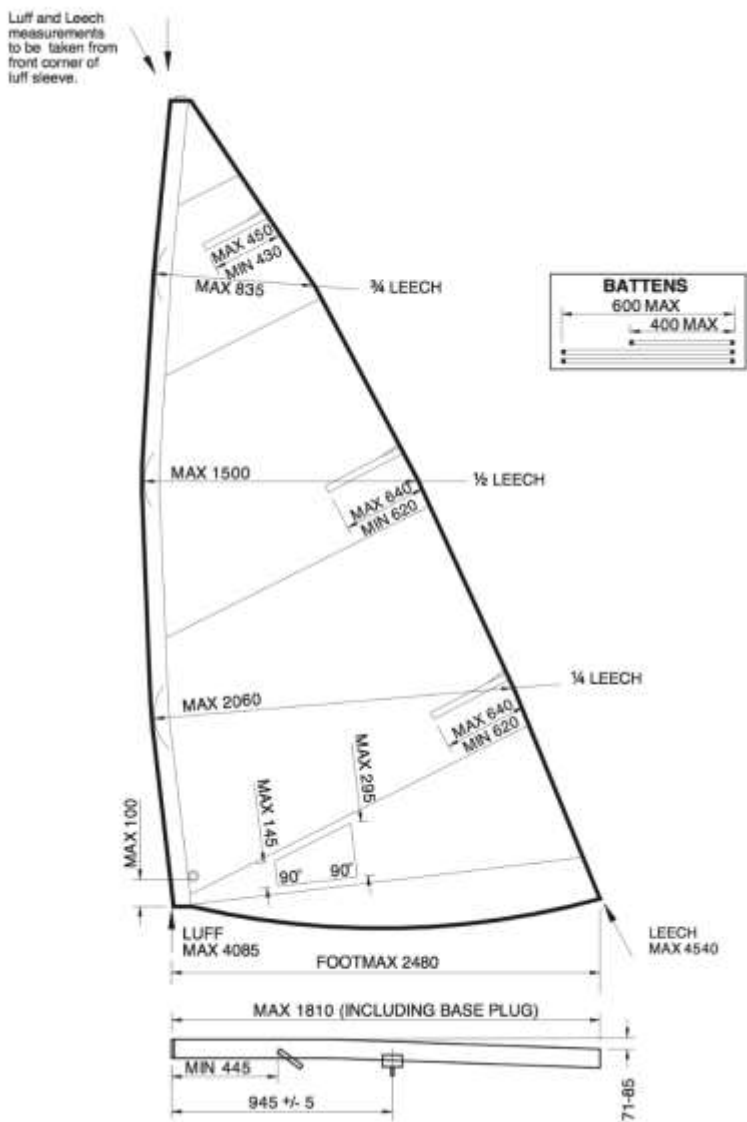 Luff and Leech
measurements
to be taken from
front corner of
luff sleeve.
MAX 450
MIN 430
MAX 835
¾ LEECH
BATTENS
600 MAX
400 MAX
MAX 1500
½ LEECH
MAX 640
MIN 620
¼ LEECH
MAX 2060
MAX 640
MIN 620
MAX 295
MAX 145
MAX 100
90°
90°
LUFF
MAX 4085
LEECH
MAX 4540
FOOTMAX 2480
MAX 1810 (INCLUDING BASE PLUG)
MIN 445
945 +/- 5
71-85